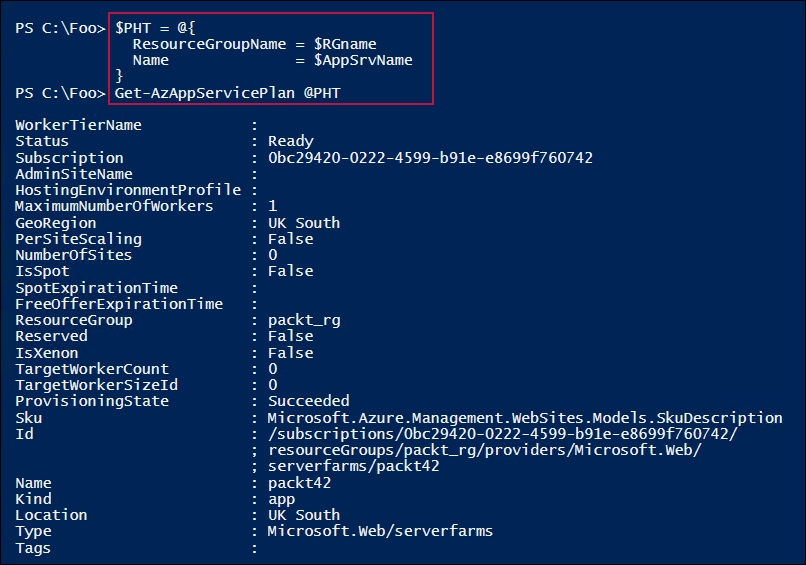 PS C:\Foo> $PHT = @{
ResourceGroupName = $RGname
Name = $AppSrvName
}
PS C:\Foo> Get-AzAppServicePlan @PHT
WorkerTierName :
Status : Ready
Subscription : 0bc29420-0222-4599-b91e-e8699f760742
AdminSiteName :
HostingEnvironmentProfile :
MaximumNumberOfWorkers : 1
GeoRegion : UK South
PerSiteScaling : False
NumberOfSites : 0
IsSpot : False
SpotExpirationTime :
FreeOfferExpirationTime :
ResourceGroup : packt_rg
Reserved : False
IsXenon : False
TargetWorkerCount : 0
TargetWorkerSizeId : 0
ProvisioningState : Succeeded
Sku : Microsoft.Azure.Management.WebSites.Models.SkuDescription
Id : /subscriptions/0bc29420-0222-4599-b91e-e8699f760742/
; resourceGroups/packt_rg/providers/Microsoft.Web/
; serverfarms/packt42
Name : packt42
Kind : app
Location : UK South
Type : Microsoft.Web/serverfarms
Tags :